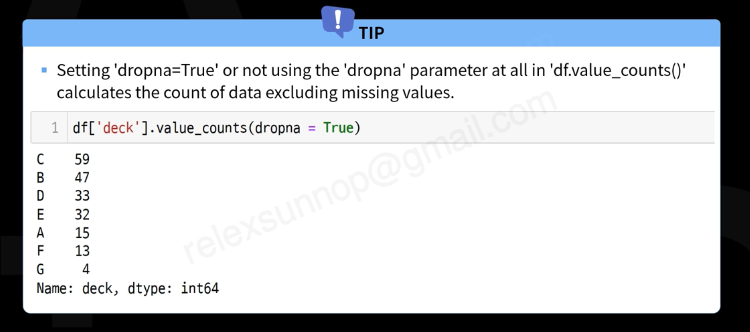 TIP
Setting 'dropna=True' or not using the 'dropna' parameter at all in 'df.value_counts()'
calculates the count of data excluding missing values.
1 df['deck'].value_counts(dropna = True)
C 59
B 47
D 33
E 32
A 15
F 13
G 4
Name: deck, dtype: int64
relexsunnop@gmail.com